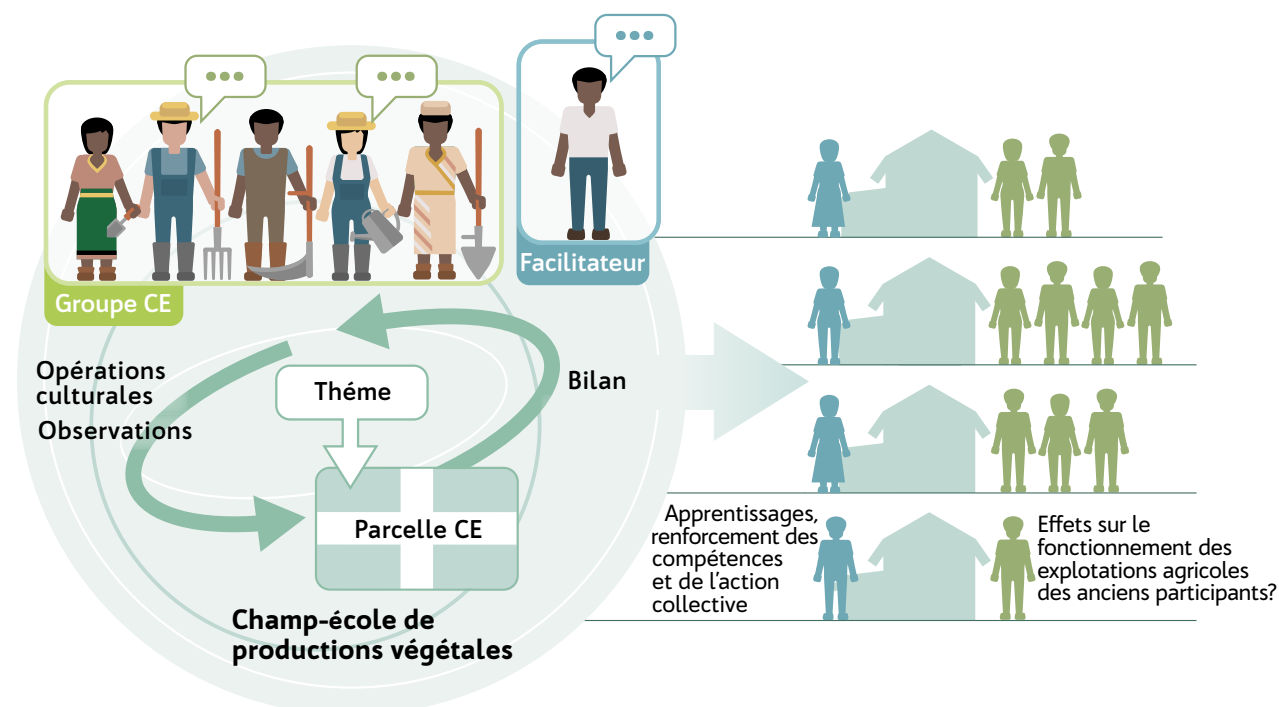 Facilitateur
Groupe CE
Opérations
culturales
Observations
Théme
Bilan
Parcelle CE
Champ-école de
productions végétales
Apprentissages,
renforcement des
compétences
et de l’action
collective
Effets sur le
fonctionnement des
explotations agricoles
des anciens participants?